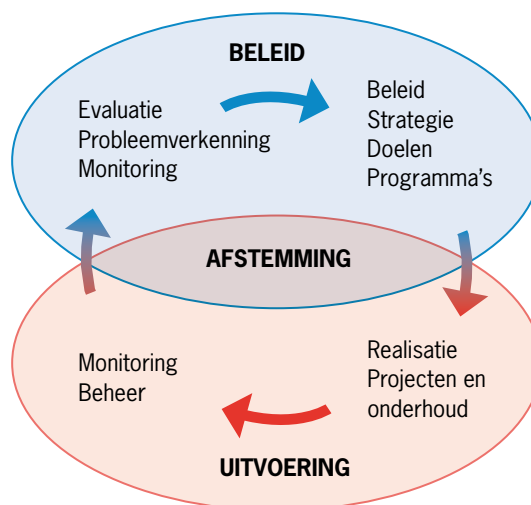 BELEID
Evaluatie
Probleemverkenning
Monitoring
Beleid
Strategie
Doelen
Programma's
AFSTEMMING
Monitoring
Beheer
Realisatie
Projecten en
onderhoud
UITVOERING